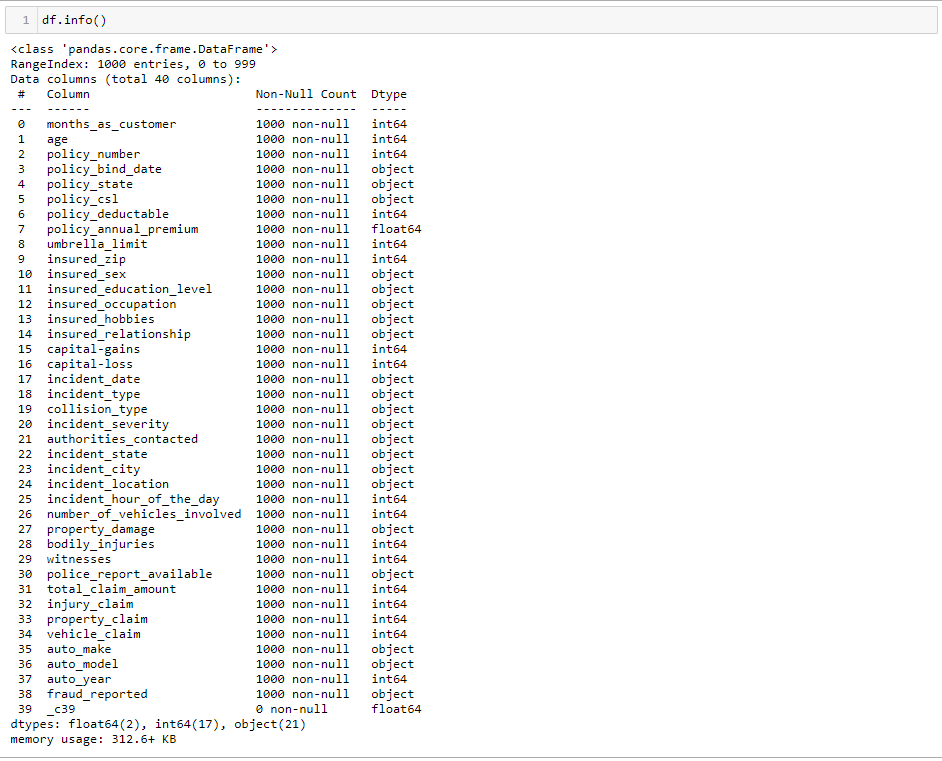 1 df.info()
<class 'pandas.core.frame.DataFrame'>
RangeIndex: 1000 entries, 0 to 999
Data columns (total 40 columns):
 #   Column                       Non-Null Count  Dtype
---  ------                       --------------  -----
 0   months_as_customer           1000 non-null   int64
 1   age                          1000 non-null   int64
 2   policy_number                1000 non-null   int64
 3   policy_bind_date             1000 non-null   object
 4   policy_state                 1000 non-null   object
 5   policy_csl                   1000 non-null   object
 6   policy_deductable            1000 non-null   int64
 7   policy_annual_premium        1000 non-null   float64
 8   umbrella_limit               1000 non-null   int64
 9   insured_zip                  1000 non-null   int64
 10  insured_sex                  1000 non-null   object
 11  insured_education_level      1000 non-null   object
 12  insured_occupation           1000 non-null   object
 13  insured_hobbies              1000 non-null   object
 14  insured_relationship         1000 non-null   object
 15  capital-gains                1000 non-null   int64
 16  capital-loss                 1000 non-null   int64
 17  incident_date                1000 non-null   object
 18  incident_type                1000 non-null   object
 19  collision_type               1000 non-null   object
 20  incident_severity            1000 non-null   object
 21  authorities_contacted        1000 non-null   object
 22  incident_state               1000 non-null   object
 23  incident_city                1000 non-null   object
 24  incident_location            1000 non-null   object
 25  incident_hour_of_the_day     1000 non-null   int64
 26  number_of_vehicles_involved  1000 non-null   int64
 27  property_damage              1000 non-null   object
 28  bodily_injuries              1000 non-null   int64
 29  witnesses                    1000 non-null   int64
 30  police_report_available      1000 non-null   object
 31  total_claim_amount           1000 non-null   int64
 32  injury_claim                 1000 non-null   int64
 33  property_claim               1000 non-null   int64
 34  vehicle_claim                1000 non-null   int64
 35  auto_make                    1000 non-null   object
 36  auto_model                   1000 non-null   object
 37  auto_year                    1000 non-null   int64
 38  fraud_reported               1000 non-null   object
 39  _c39                         0 non-null      float64
dtypes: float64(2), int64(17), object(21)
memory usage: 312.6+ KB